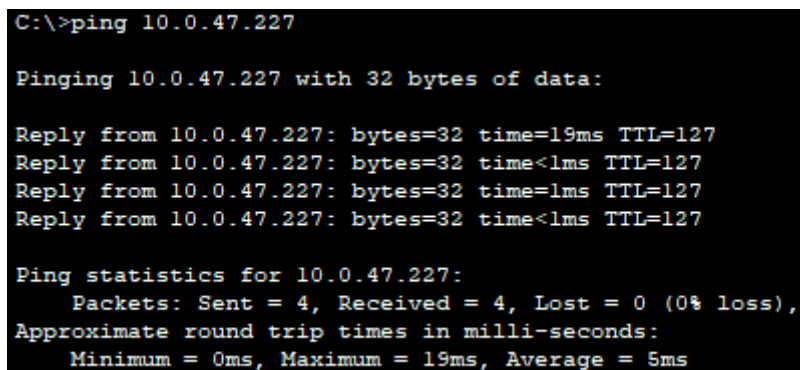 C:\>ping 10.0.47.227
Pinging 10.0.47.227 with 32 bytes of data:
Reply from 10.0.47.227: bytes=32 time=19ms TTL=127
Reply from 10.0.47.227: bytes=32 time<1ms TTL=127
Reply from 10.0.47.227: bytes=32 time=1ms TTL=127
Reply from 10.0.47.227: bytes=32 time<1ms TTL=127
Ping statistics for 10.0.47.227:
    Packets: Sent = 4, Received = 4, Lost = 0 (0% loss),
Approximate round trip times in milli-seconds:
    Minimum = 0ms, Maximum = 19ms, Average = 5ms